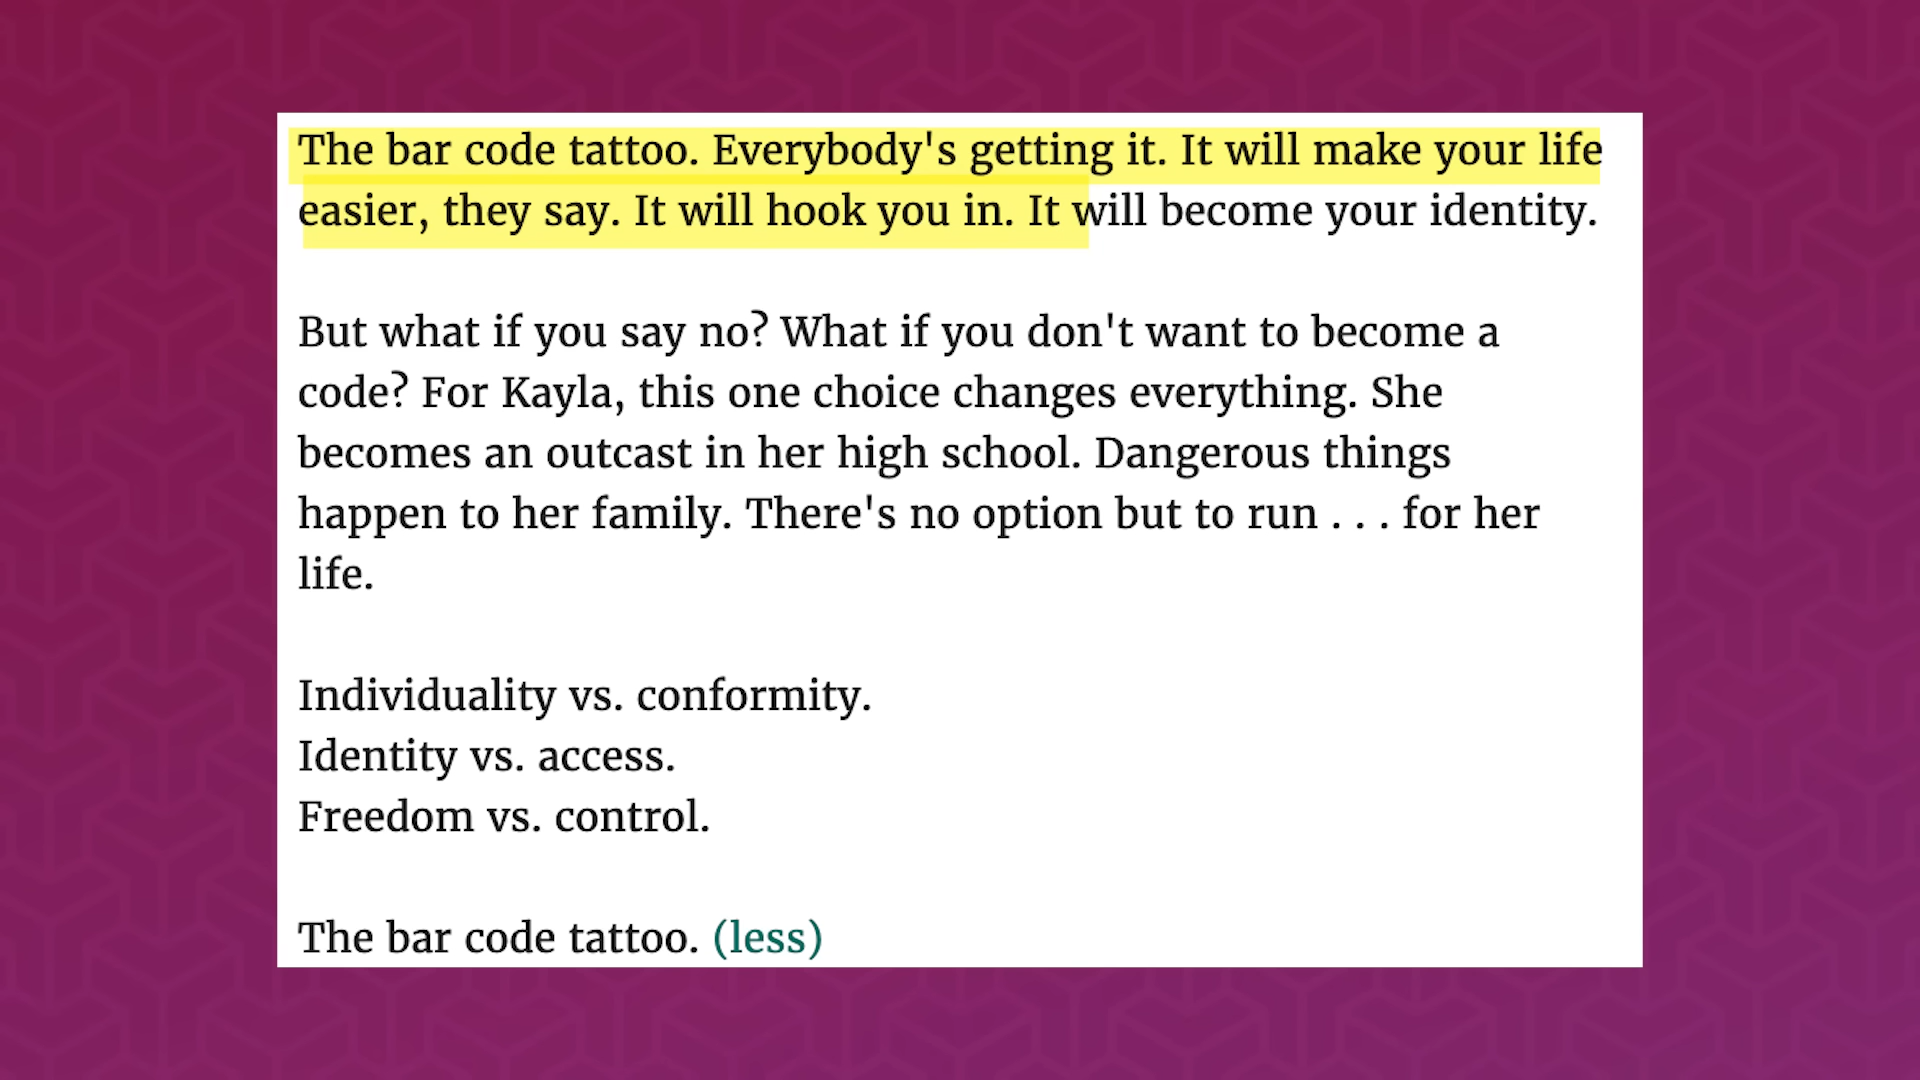 The bar code tattoo. Everybody's getting it. It will make your life
easier, they say. It will hook you in. It will become your identity.
But what if you say no? What if you don't want to become a
code? For Kayla, this one choice changes everything. She
becomes an outcast in her high school. Dangerous things
happen to her family. There's no option but to run . . . for her
life.
Individuality vs. conformity.
Identity vs. access.
Freedom vs. control.
The bar code tattoo. (less)